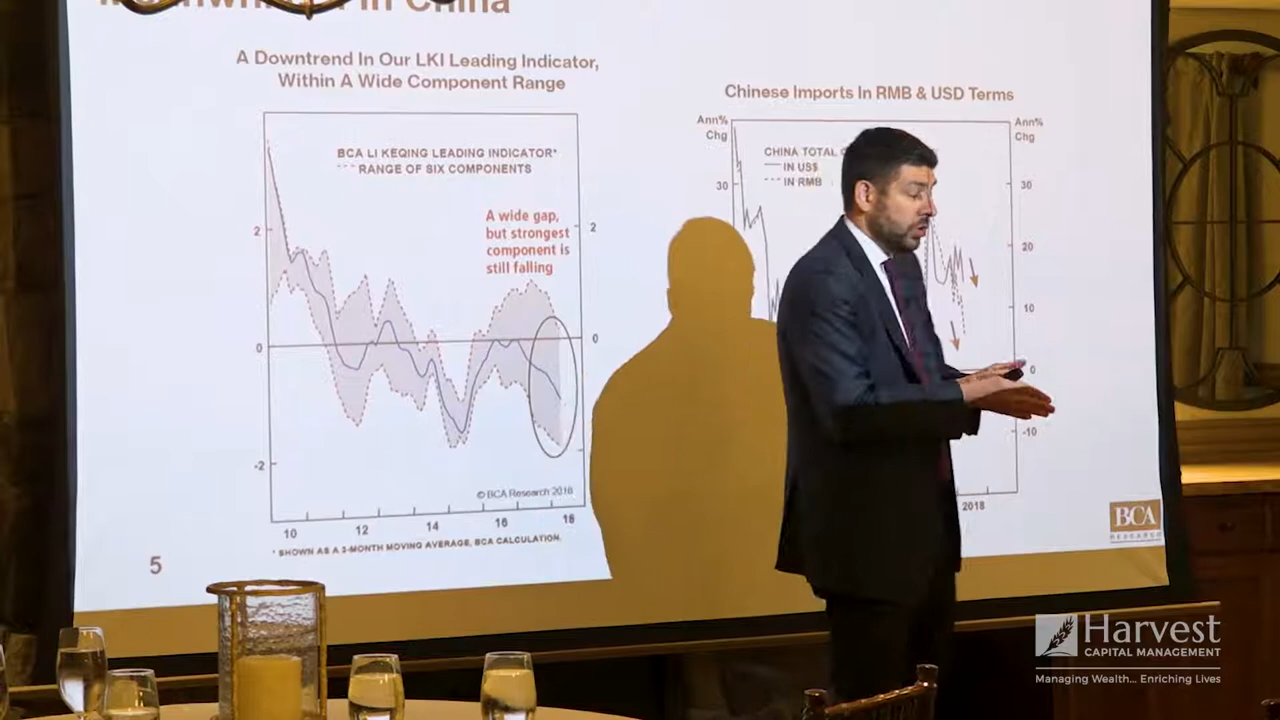 In China
A Downtrend In Our LKI Leading Indicator,
Within A Wide Component Range
BCA LI KEQING LEADING INDICATOR*
RANGE OF SIX COMPONENTS
A wide gap,
but strongest
component is
still falling
2
0
-2
2
0
© BCA Research 2018
10 12 14 16 18
* SHOWN AS A 3-MONTH MOVING AVERAGE, BCA CALCULATION.
5
Chinese Imports In RMB & USD Terms
Ann%
Chg
Ann%
Chg
CHINA TOTAL
IN US$
IN RMB
30
30
20
10
0
-10
2018
BCA
RESEARCH
Harvest
CAPITAL MANAGEMENT
Managing Wealth... Enriching Lives